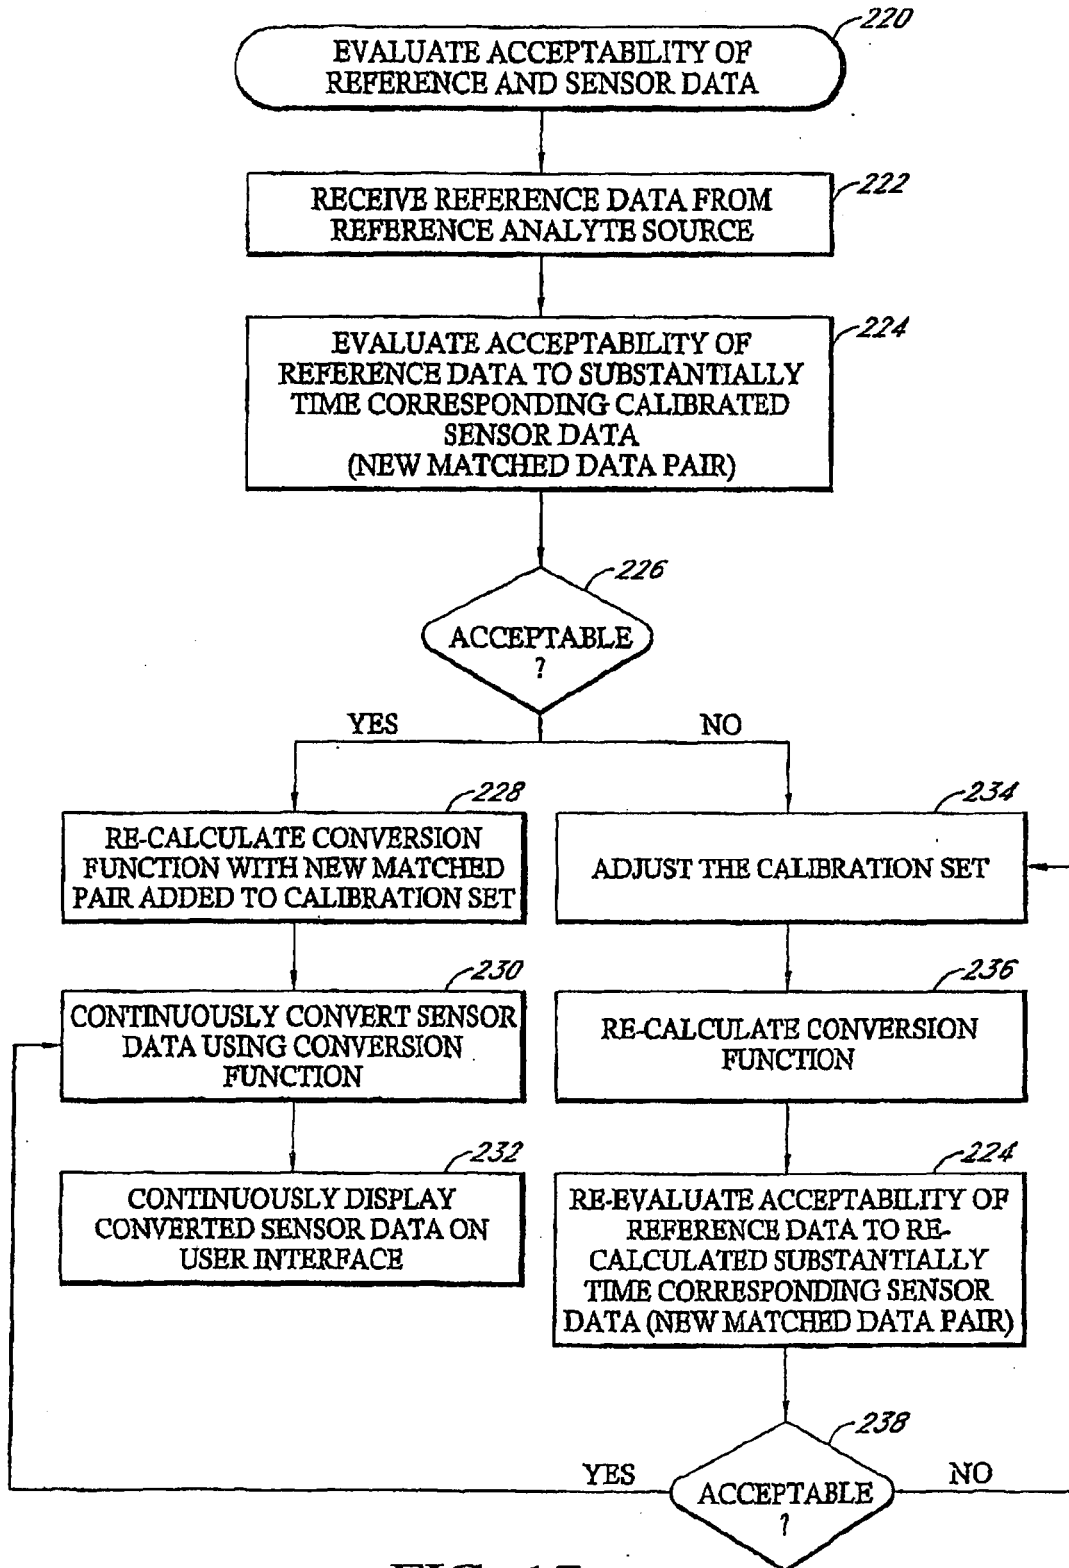 220
EVALUATE ACCEPTABILITY OF
REFERENCE AND SENSOR DATA
222
RECEIVE REFERENCE DATA FROM
REFERENCE ANALYTE SOURCE
224
EVALUATE ACCEPTABILITY OF
REFERENCE DATA TO SUBSTANTIALLY
TIME CORRESPONDING CALIBRATED
SENSOR DATA
(NEW MATCHED DATA PAIR)
226
ACCEPTABLE
?
YES
NO
228
RE-CALCULATE CONVERSION
FUNCTION WITH NEW MATCHED
PAIR ADDED TO CALIBRATION SET
234
ADJUST THE CALIBRATION SET
230
CONTINUOUSLY CONVERT SENSOR
DATA USING CONVERSION
FUNCTION
236
RE-CALCULATE CONVERSION
FUNCTION
232
CONTINUOUSLY DISPLAY
CONVERTED SENSOR DATA ON
USER INTERFACE
224
RE-EVALUATE ACCEPTABILITY OF
REFERENCE DATA TO RE-
CALCULATED SUBSTANTIALLY
TIME CORRESPONDING SENSOR
DATA (NEW MATCHED DATA PAIR)
238
YES
ACCEPTABLE
?
NO